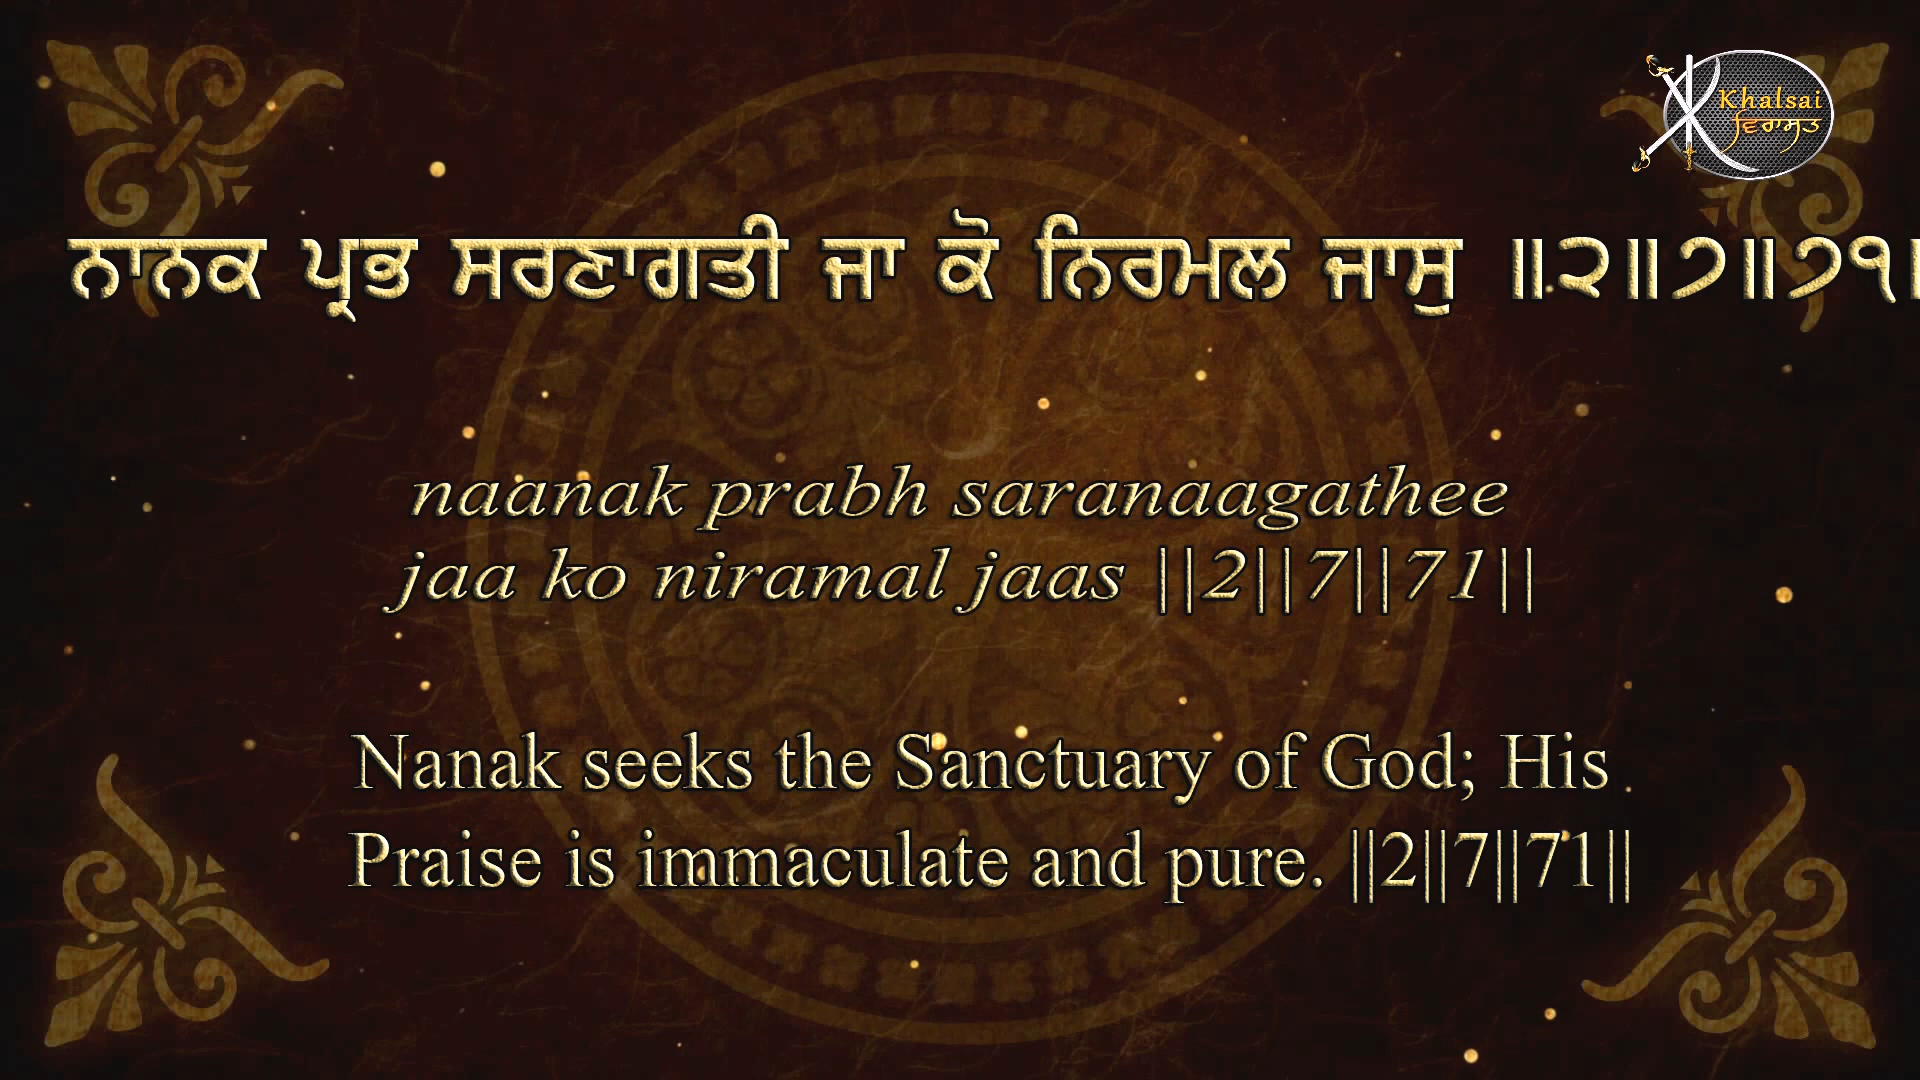 Khalsai
ਵਿਰਾਸਤ
ਨਾਨਕ ਪ੍ਰਭ ਸਰਣਾਗਤੀ ਜਾ ਕੋ ਨਿਰਮਲ ਜਾਸੁ ॥੨॥੭॥੭੧॥
naanak prabh saranaagathee
jaa ko niramal jaas ||2||7||71||
Nanak seeks the Sanctuary of God; His
Praise is immaculate and pure. ||2||7||71||